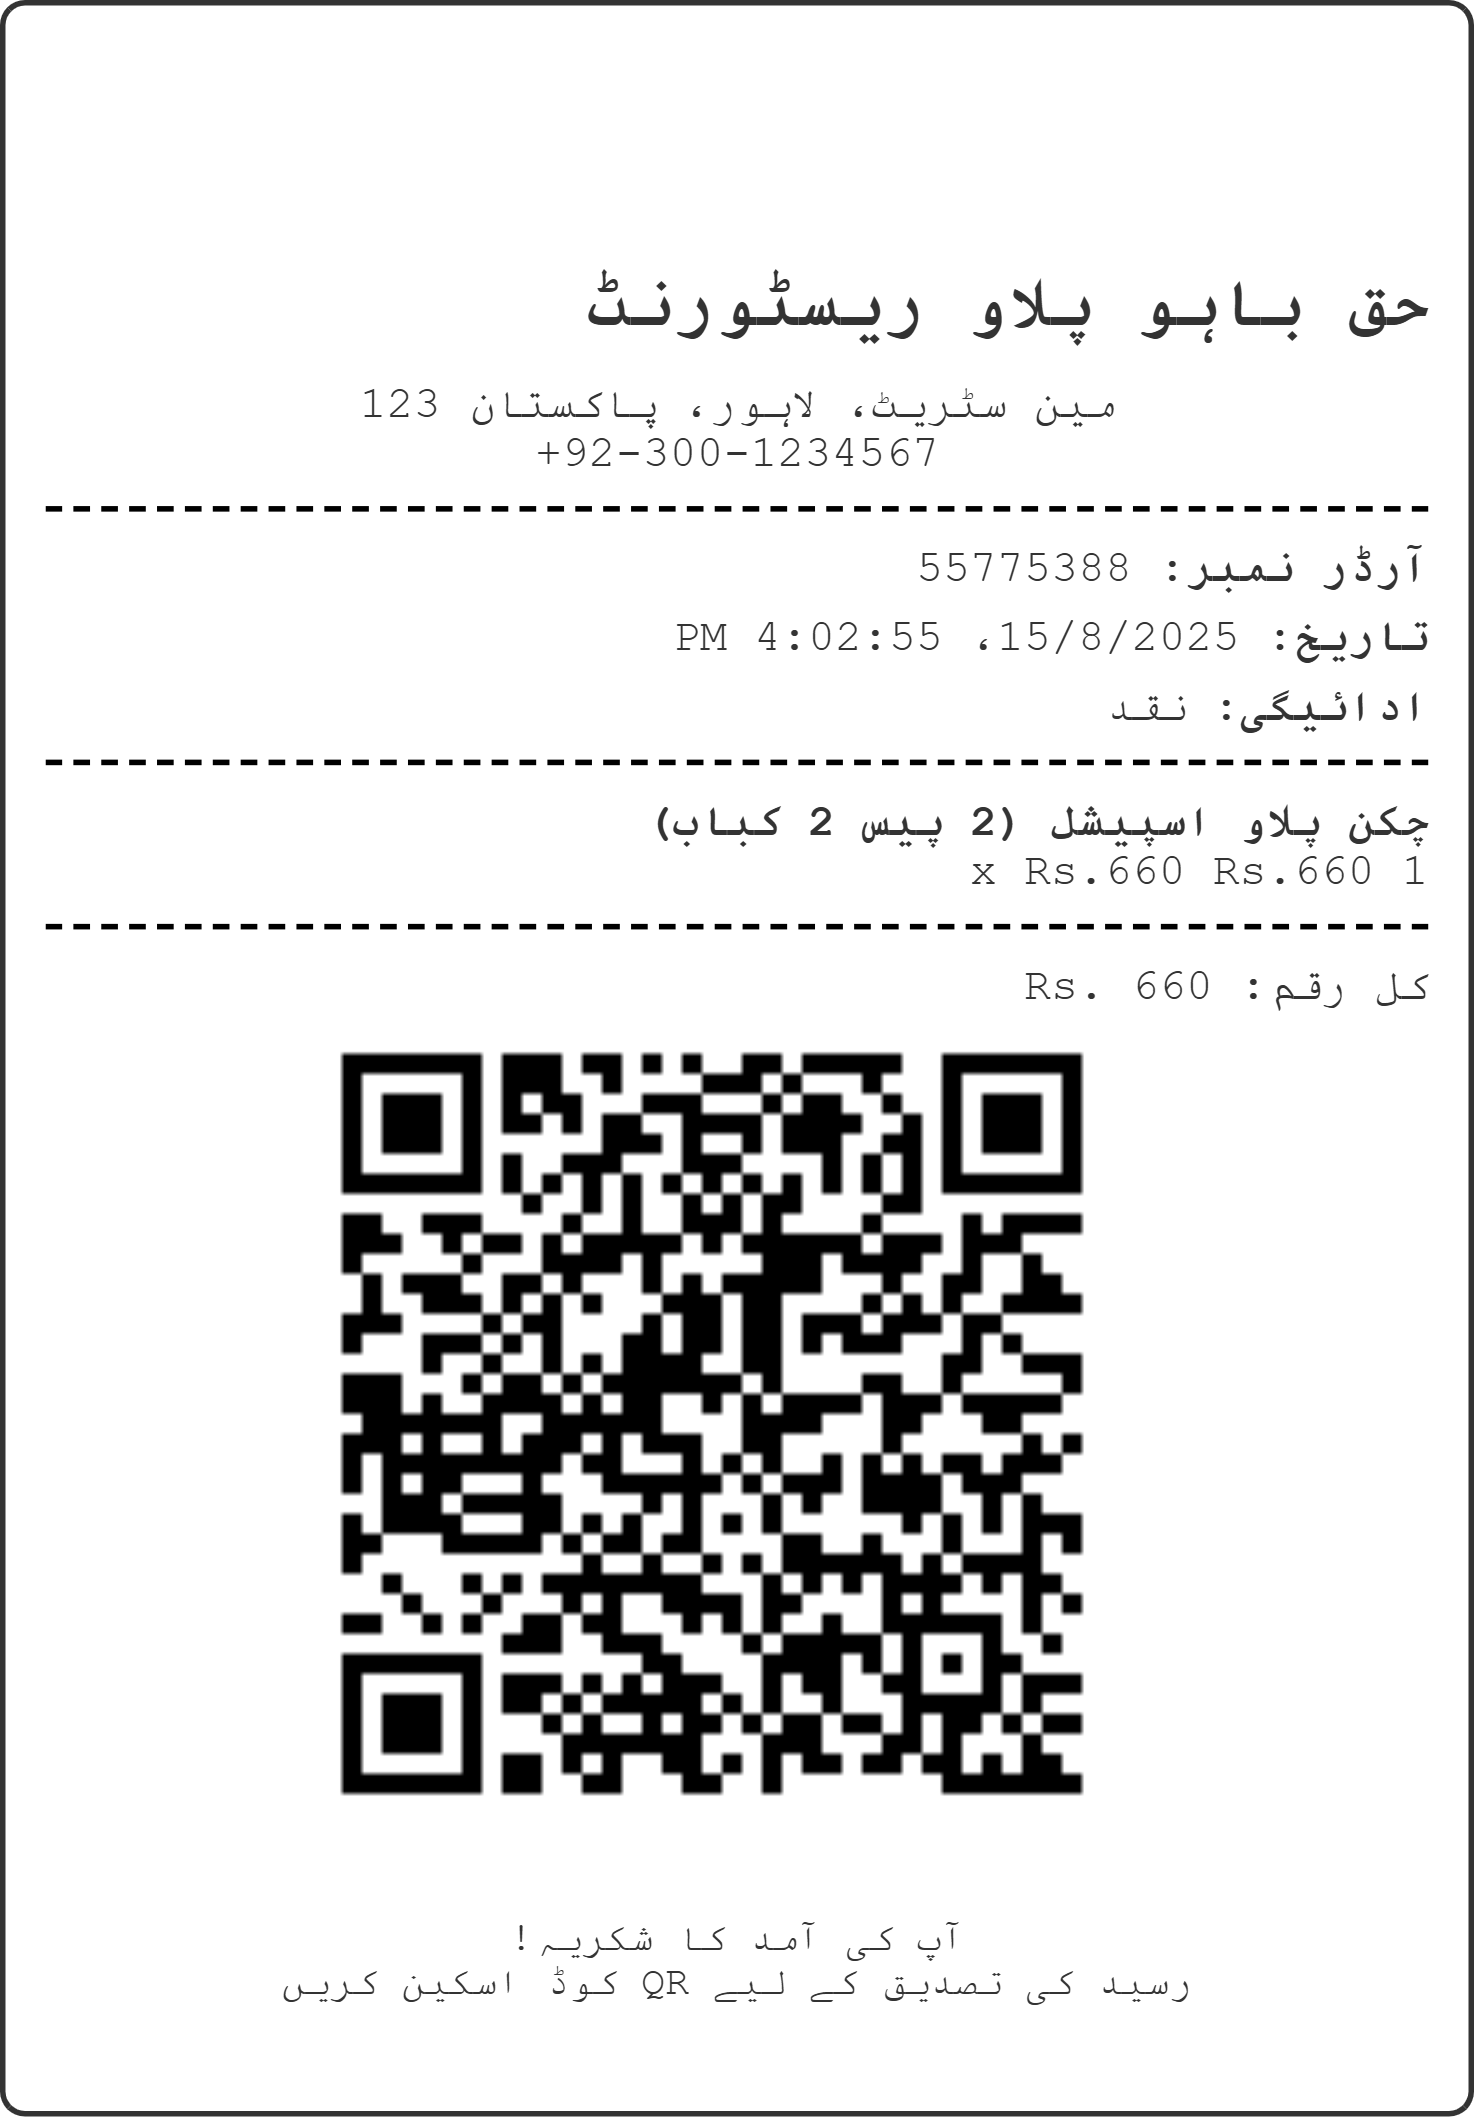 حق باہو پلاو ریسٹورنٹ
123 مین سٹریٹ، لاہور، پاکستان
+92-300-1234567
آرڈر نمبر: 55775388
تاریخ: 15/8/2025، 4:02:55 PM
ادائیگی: نقد
چکن پلاو اسپیشل (2 پیس 2 کباب)
1 x Rs.660 Rs.660
کل رقم: Rs. 660
آپ کی آمد کا شکریہ!
رسید کی تصدیق کے لیے QR کوڈ اسکین کریں